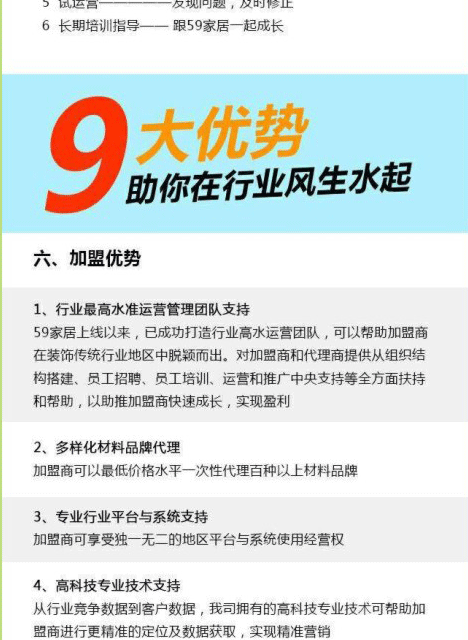 5 试运营—————发现问题，及时修正
6 长期培训指导—— 跟59家居一起成长
9大优势
助你在行业风生水起
六、加盟优势
1、行业最高水准运营管理团队支持
59家居上线以来，已成功打造行业高水运营团队，可以帮助加盟商
在装饰传统行业地区中脱颖而出。对加盟商和代理商提供从组织结
构搭建、员工招聘、员工培训、运营和推广中央支持等全方面扶持
和帮助，以助推加盟商快速成长，实现盈利
2、多样化材料品牌代理
加盟商可以最低价格水平一次性代理百种以上材料品牌
3、专业行业平台与系统支持
加盟商可享受独一无二的地区平台与系统使用经营权
4、高科技专业技术支持
从行业竞争数据到客户数据，我司拥有的高科技专业技术可帮助加
盟商进行更精准的定位及数据获取，实现精准营销